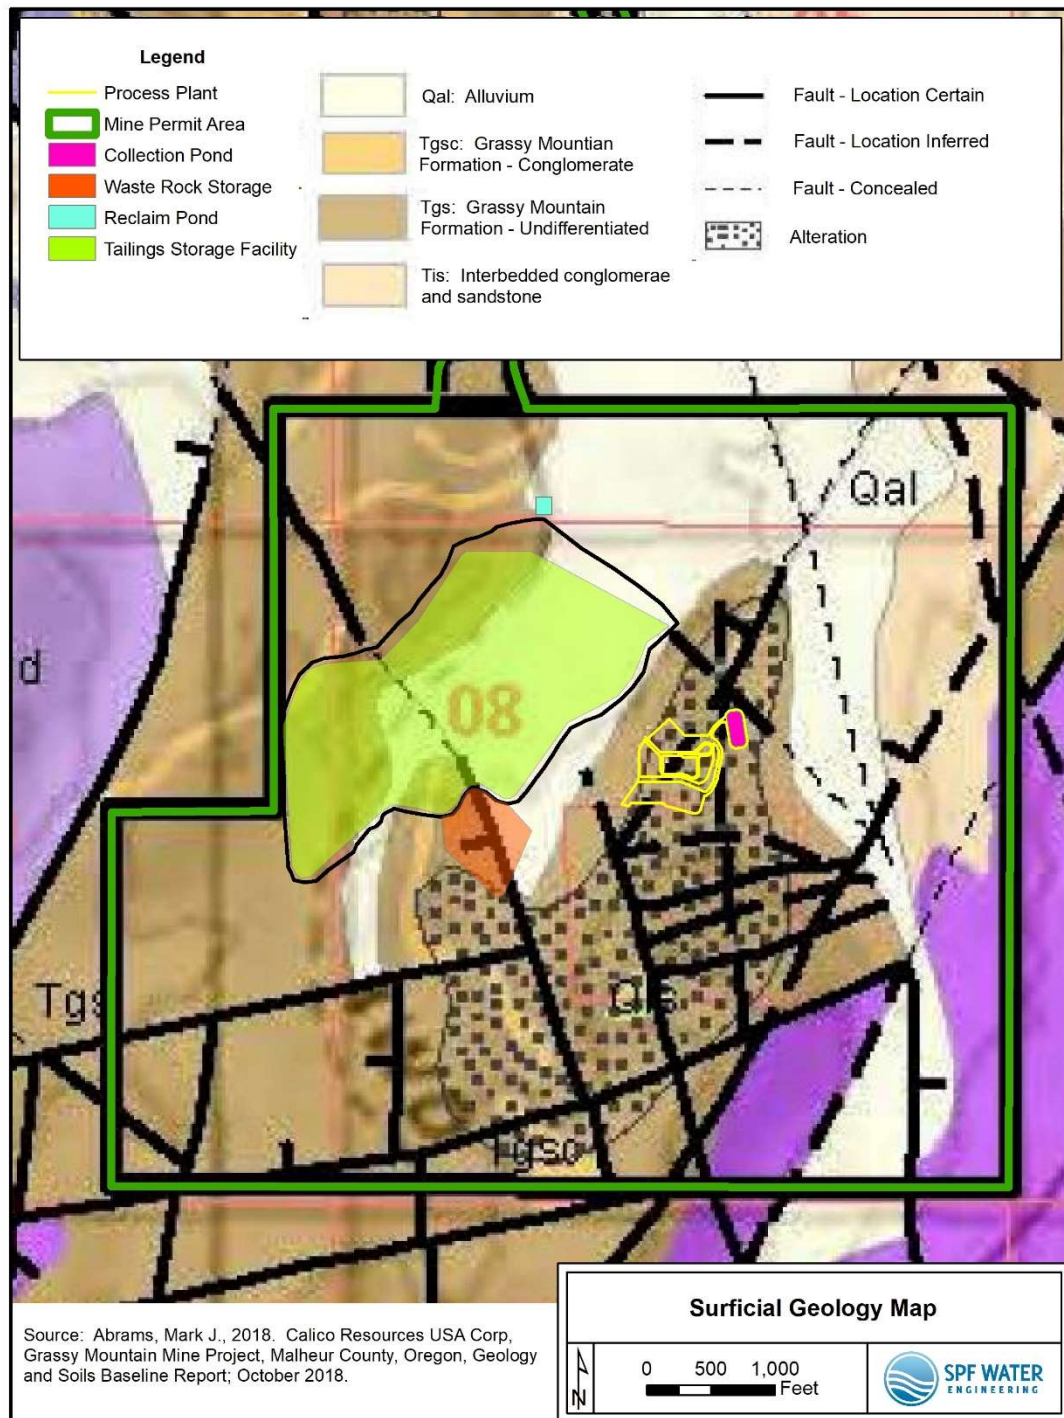 Legend
Process Plant
Mine Permit Area
Collection Pond
Waste Rock Storage
Reclaim Pond
Tailings Storage Facility
Qal: Alluvium
Tgsc: Grassy Mountian
Formation - Conglomerate
Tgs: Grassy Mountain
Formation - Undifferentiated
Tis: Interbedded conglomerae
and sandstone
Fault - Location Certain
Fault - Location Inferred
Fault - Concealed
Alteration
Qal
d
08
Tgs
Qls
Tgsc
Source: Abrams, Mark J., 2018. Calico Resources USA Corp,
Grassy Mountain Mine Project, Malheur County, Oregon, Geology
and Soils Baseline Report; October 2018.
Surficial Geology Map
N
0 500 1,000
Feet
SPF WATER
ENGINEERING